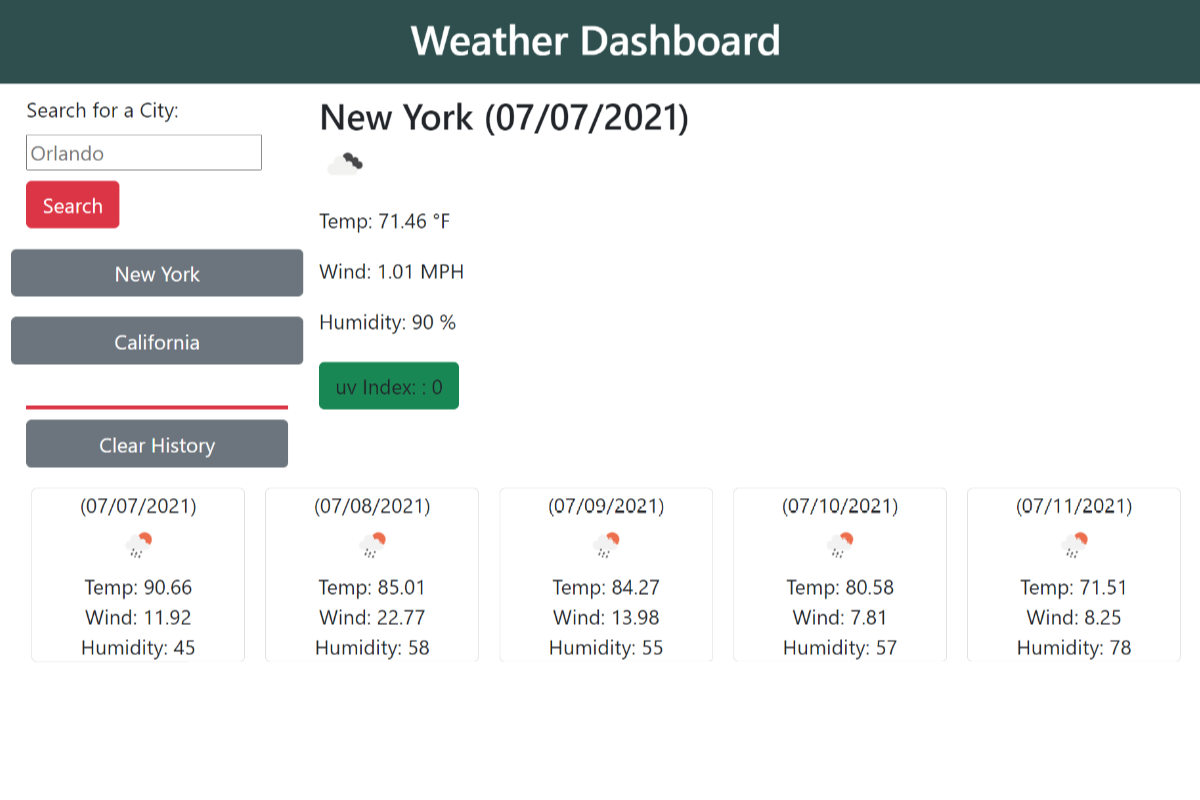 Weather Dashboard
Search for a City:
Orlando
Search
New York
California
Clear History
New York (07/07/2021)
Temp: 71.46 °F
Wind: 1.01 MPH
Humidity: 90 %
uv Index: : 0
(07/07/2021)
Temp: 90.66
Wind: 11.92
Humidity: 45
(07/08/2021)
Temp: 85.01
Wind: 22.77
Humidity: 58
(07/09/2021)
Temp: 84.27
Wind: 13.98
Humidity: 55
(07/10/2021)
Temp: 80.58
Wind: 7.81
Humidity: 57
(07/11/2021)
Temp: 71.51
Wind: 8.25
Humidity: 78